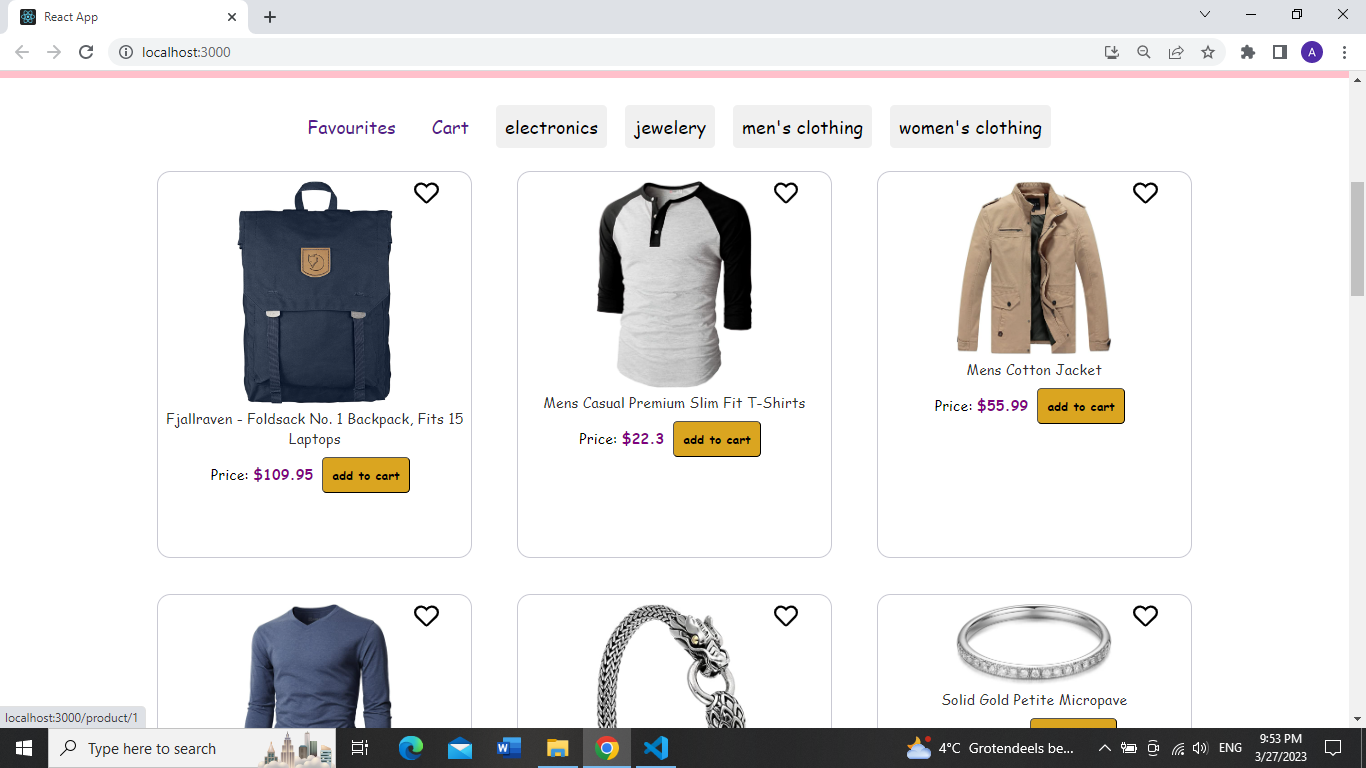 React App
localhost:3000
A
Favourites Cart electronics jewelery men's clothing women's clothing
Fjallraven - Foldsack No. 1 Backpack, Fits 15
Laptops
Price: $109.95 add to cart
Mens Casual Premium Slim Fit T-Shirts
Price: $22.3 add to cart
Mens Cotton Jacket
Price: $55.99 add to cart
Solid Gold Petite Micropave
localhost:3000/product/1
Type here to search
4°C Grotendeels be...
ENG
9:53 PM
3/27/2023